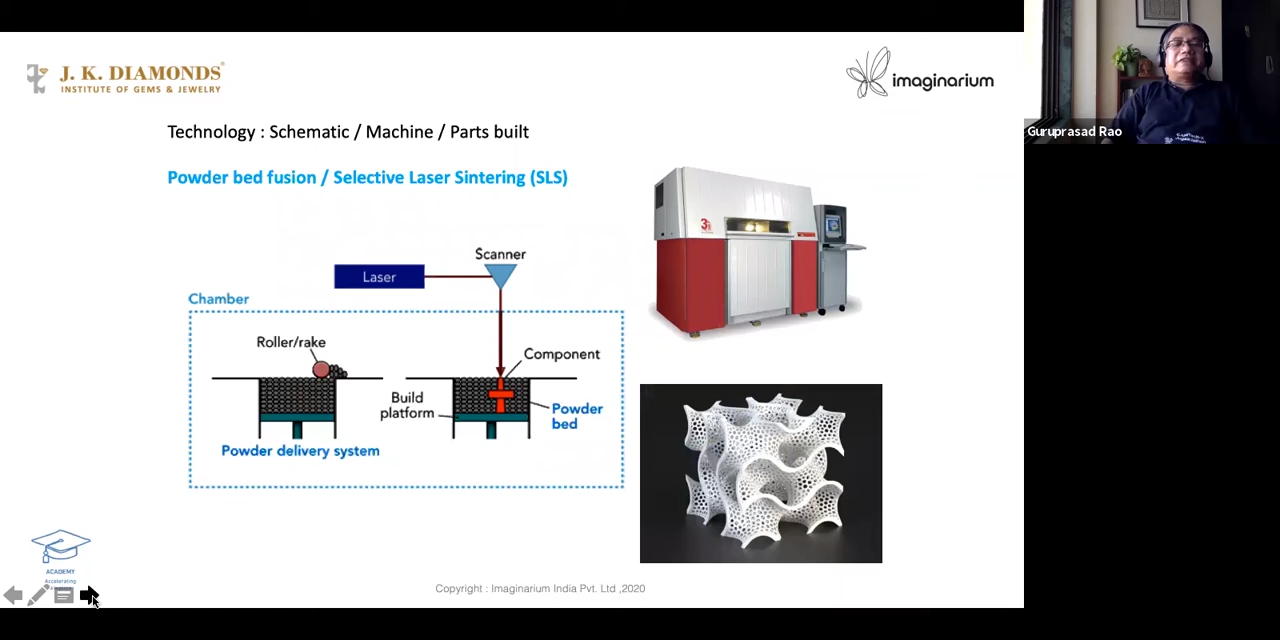 J. K. DIAMONDS
INSTITUTE OF GEMS & JEWELRY
imaginarium
Guruprasad Rao
Technology : Schematic / Machine / Parts built
Powder bed fusion / Selective Laser Sintering (SLS)
Scanner
Laser
Chamber
Roller/rake
Component
Build
platform
Powder
bed
Powder delivery system
ACADEMY
Accelerating
Copyright : Imaginarium India Pvt. Ltd ,2020